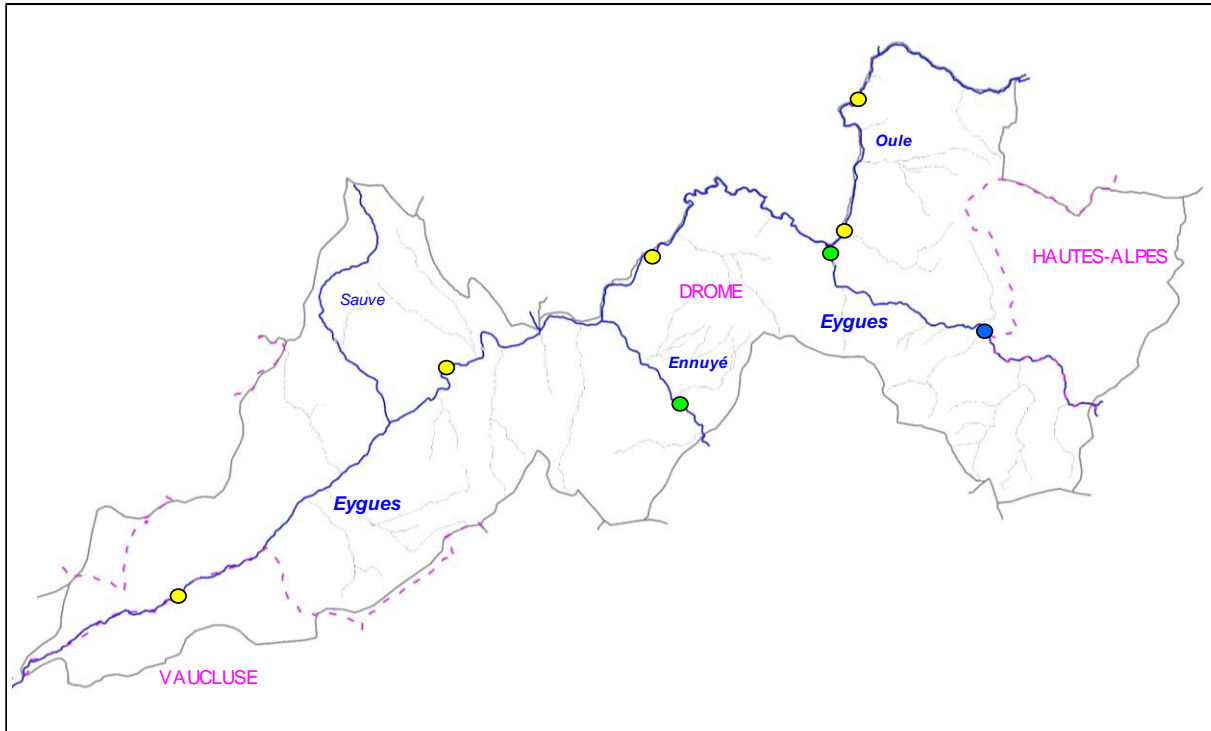 Oule
HAUTES-ALPES
DROME
Sauve
Eygues
Ennuyé
Eygues
VAUCLUSE